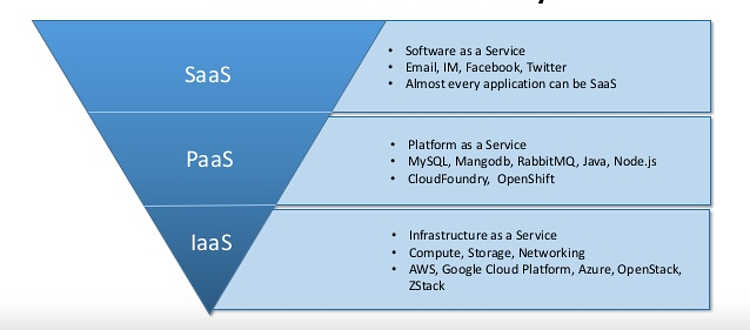 SaaS
• Software as a Service
• Email, IM, Facebook, Twitter
• Almost every application can be SaaS
PaaS
• Platform as a Service
• MySQL, Mangodb, RabbitMQ, Java, Node.js
• CloudFoundry, OpenShift
IaaS
• Infrastructure as a Service
• Compute, Storage, Networking
• AWS, Google Cloud Platform, Azure, OpenStack,
ZStack